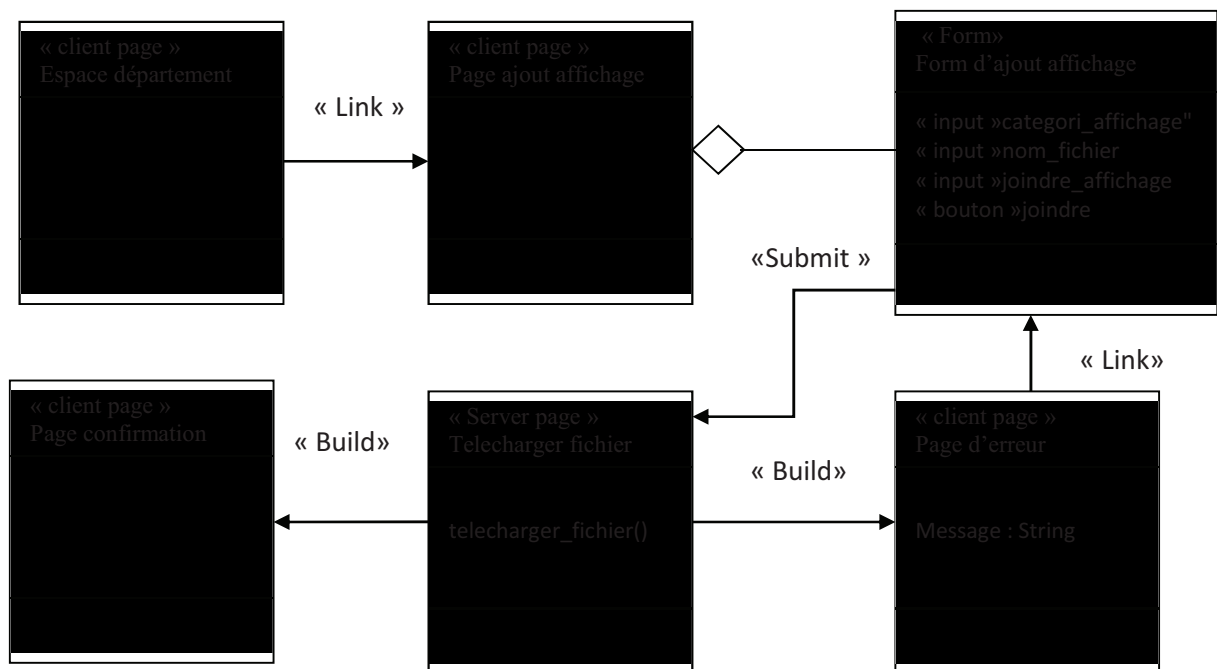 « client page »
Espace département
« Link »
« client page »
Page ajout affichage
« Form»
Form d’ajout affichage
« input »categori_affichage"
« input »nom_fichier
« input »joindre_affichage
« bouton »joindre
«Submit »
« Link»
« client page »
Page confirmation
« Build»
« Server page »
Telecharger fichier
telecharger_fichier()
« Build»
« client page »
Page d’erreur
Message : String